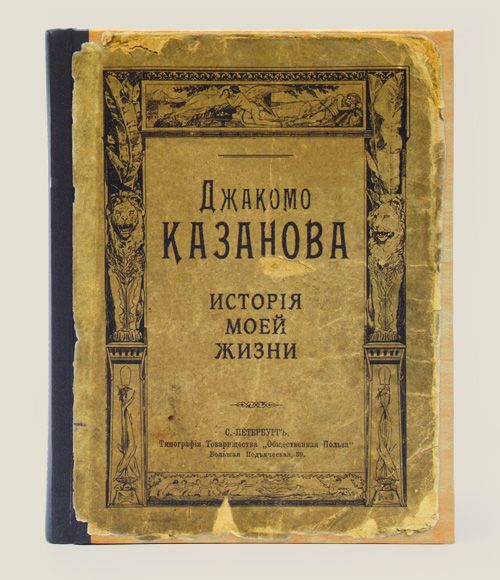 Джакомо
КАЗАНОВА
ИСТОРІЯ
МОЕЙ
ЖИЗНИ
С.-ПЕТЕРБУРГЪ.
Типографія Товарищества „Общественная Польза"
Большая Подъяческая, 39.